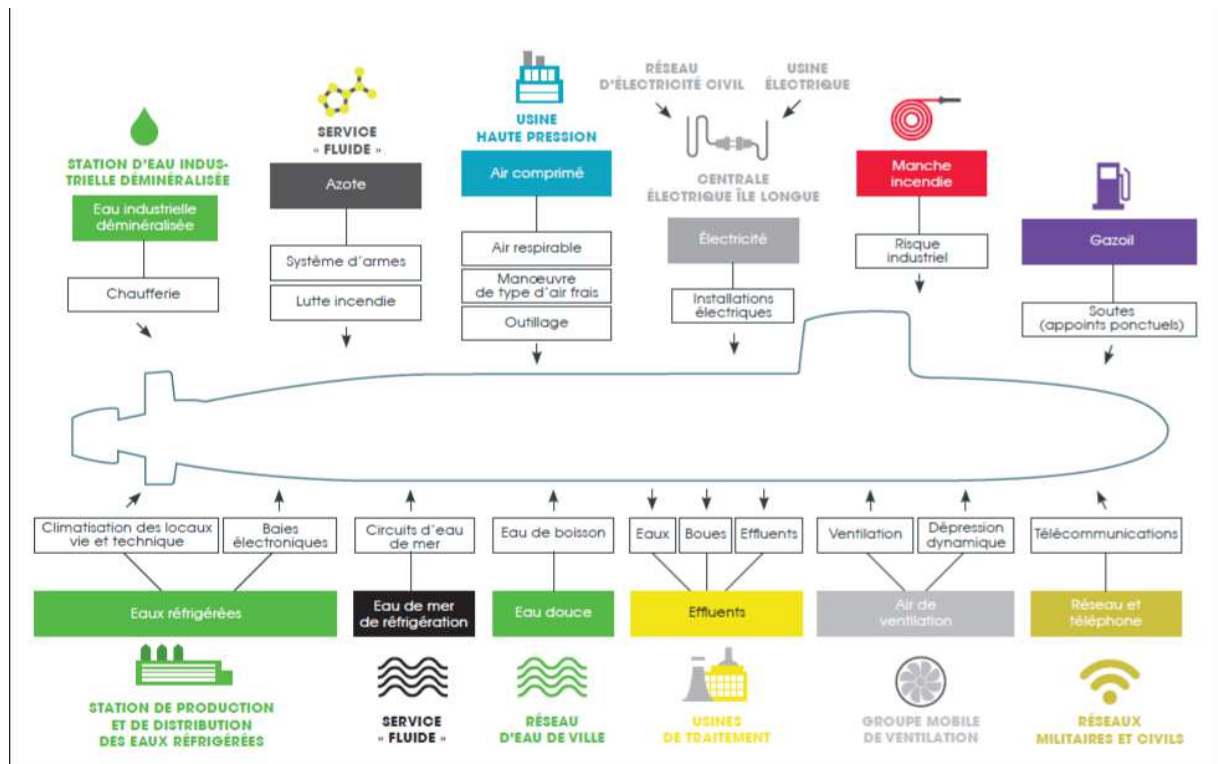 RÉSEAU
D'ÉLECTRICITÉ CIVIL
USINE
ÉLECTRIQUE
STATION D'EAU INDUS-
TRIELLE DÉMINÉRALISÉE
Eau industrielle
déminéralisée
Chaufferie
SERVICE
« FLUIDE »
Azote
Système d'armes
Lutte incendie
USINE
HAUTE PRESSION
Air comprimé
Air respirable
Manœuvre
de type d'air frais
Outillage
CENTRALE
ÉLECTRIQUE ÎLE LONGUE
Électricité
Installations
électriques
Manche
incendie
Risque
industriel
Gazoil
Soutes
(appoints ponctuels)
Climatisation des locaux
vie et technique
Baies
électroniques
Eaux réfrigérées
STATION DE PRODUCTION
ET DE DISTRIBUTION
DES EAUX RÉFRIGÉRÉES
Circuits d'eau
de mer
Eau de mer
de réfrigération
SERVICE
« FLUIDE »
Eau de boisson
Eau douce
RÉSEAU
D'EAU DE VILLE
Eaux
Boues
Effluents
Effluents
USINES
DE TRAITEMENT
Ventilation
Dépression
dynamique
Air de
ventilation
GROUPE MOBILE
DE VENTILATION
Télécommunications
Réseau et
téléphone
RÉSEAUX
MILITAIRES ET CIVILS